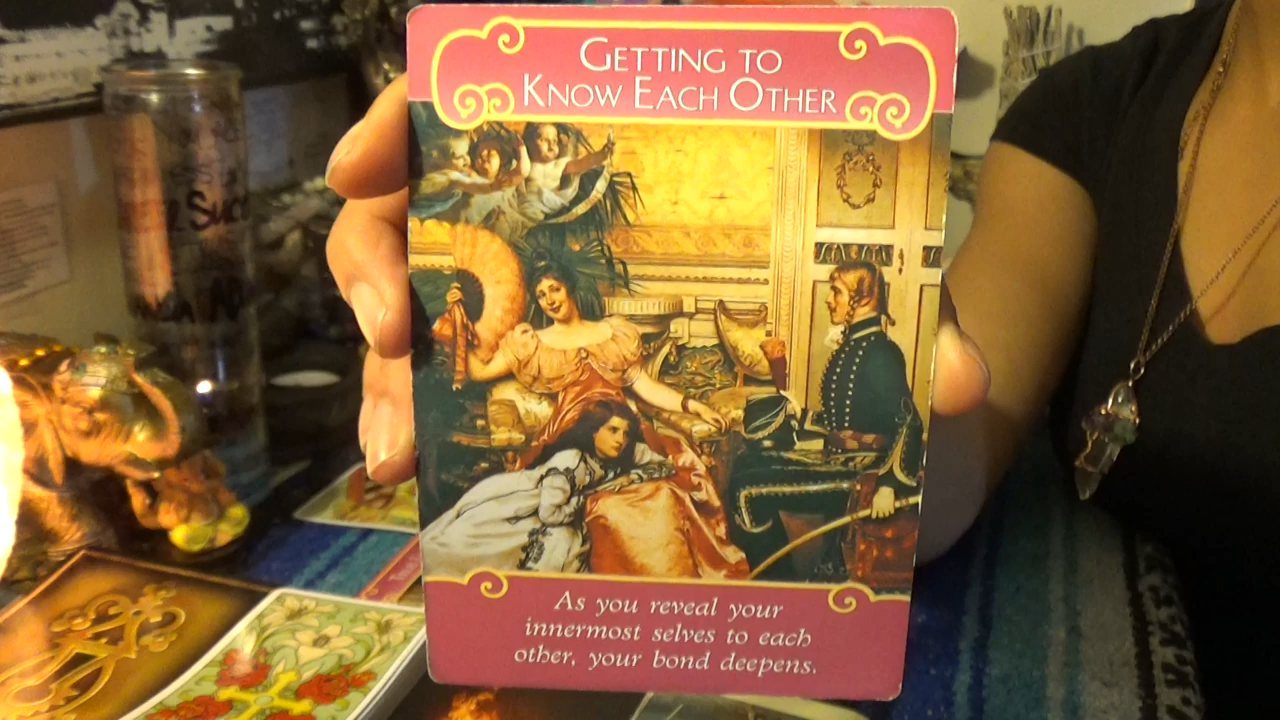 GETTING TO
KNOW EACH OTHER
As you reveal your
innermost selves to each
other, your bond deepens.